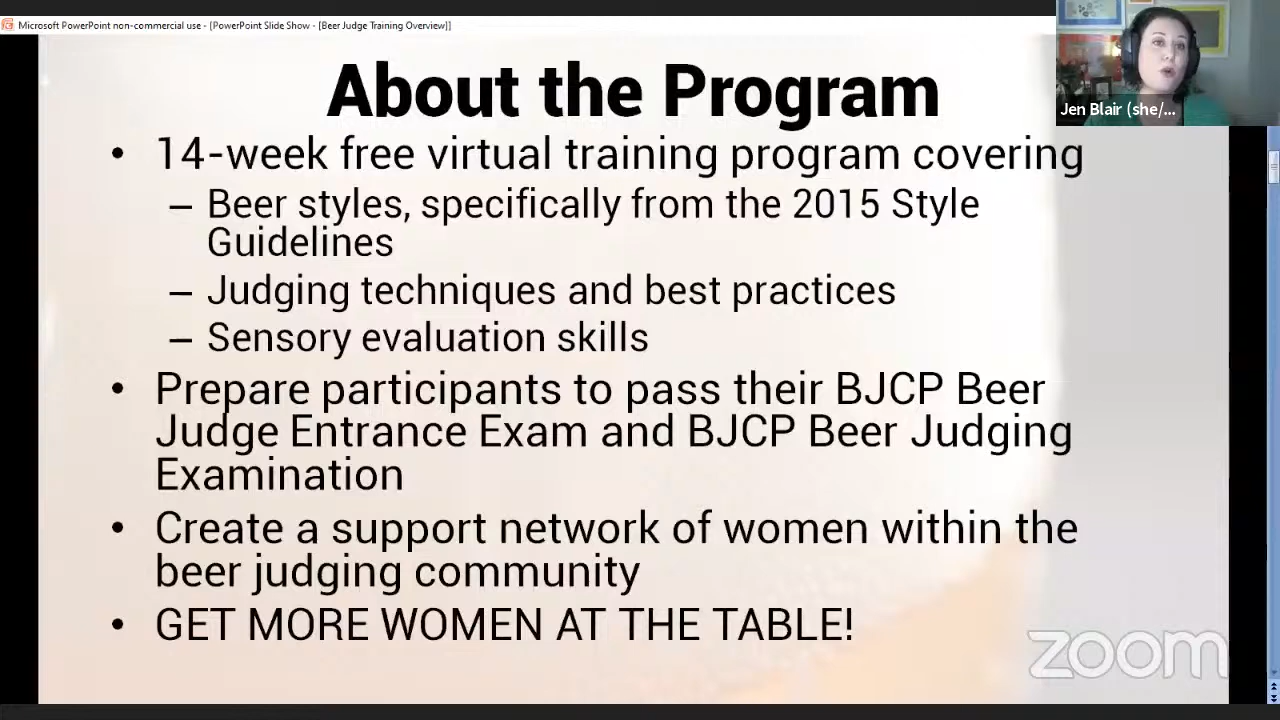 Microsoft PowerPoint non-commercial use - [PowerPoint Slide Show - [Beer Judge Training Overview]]
Jen Blair (she/...
About the Program
• 14-week free virtual training program covering
– Beer styles, specifically from the 2015 Style
Guidelines
– Judging techniques and best practices
– Sensory evaluation skills
• Prepare participants to pass their BJCP Beer
Judge Entrance Exam and BJCP Beer Judging
Examination
• Create a support network of women within the
beer judging community
• GET MORE WOMEN AT THE TABLE!
zoom